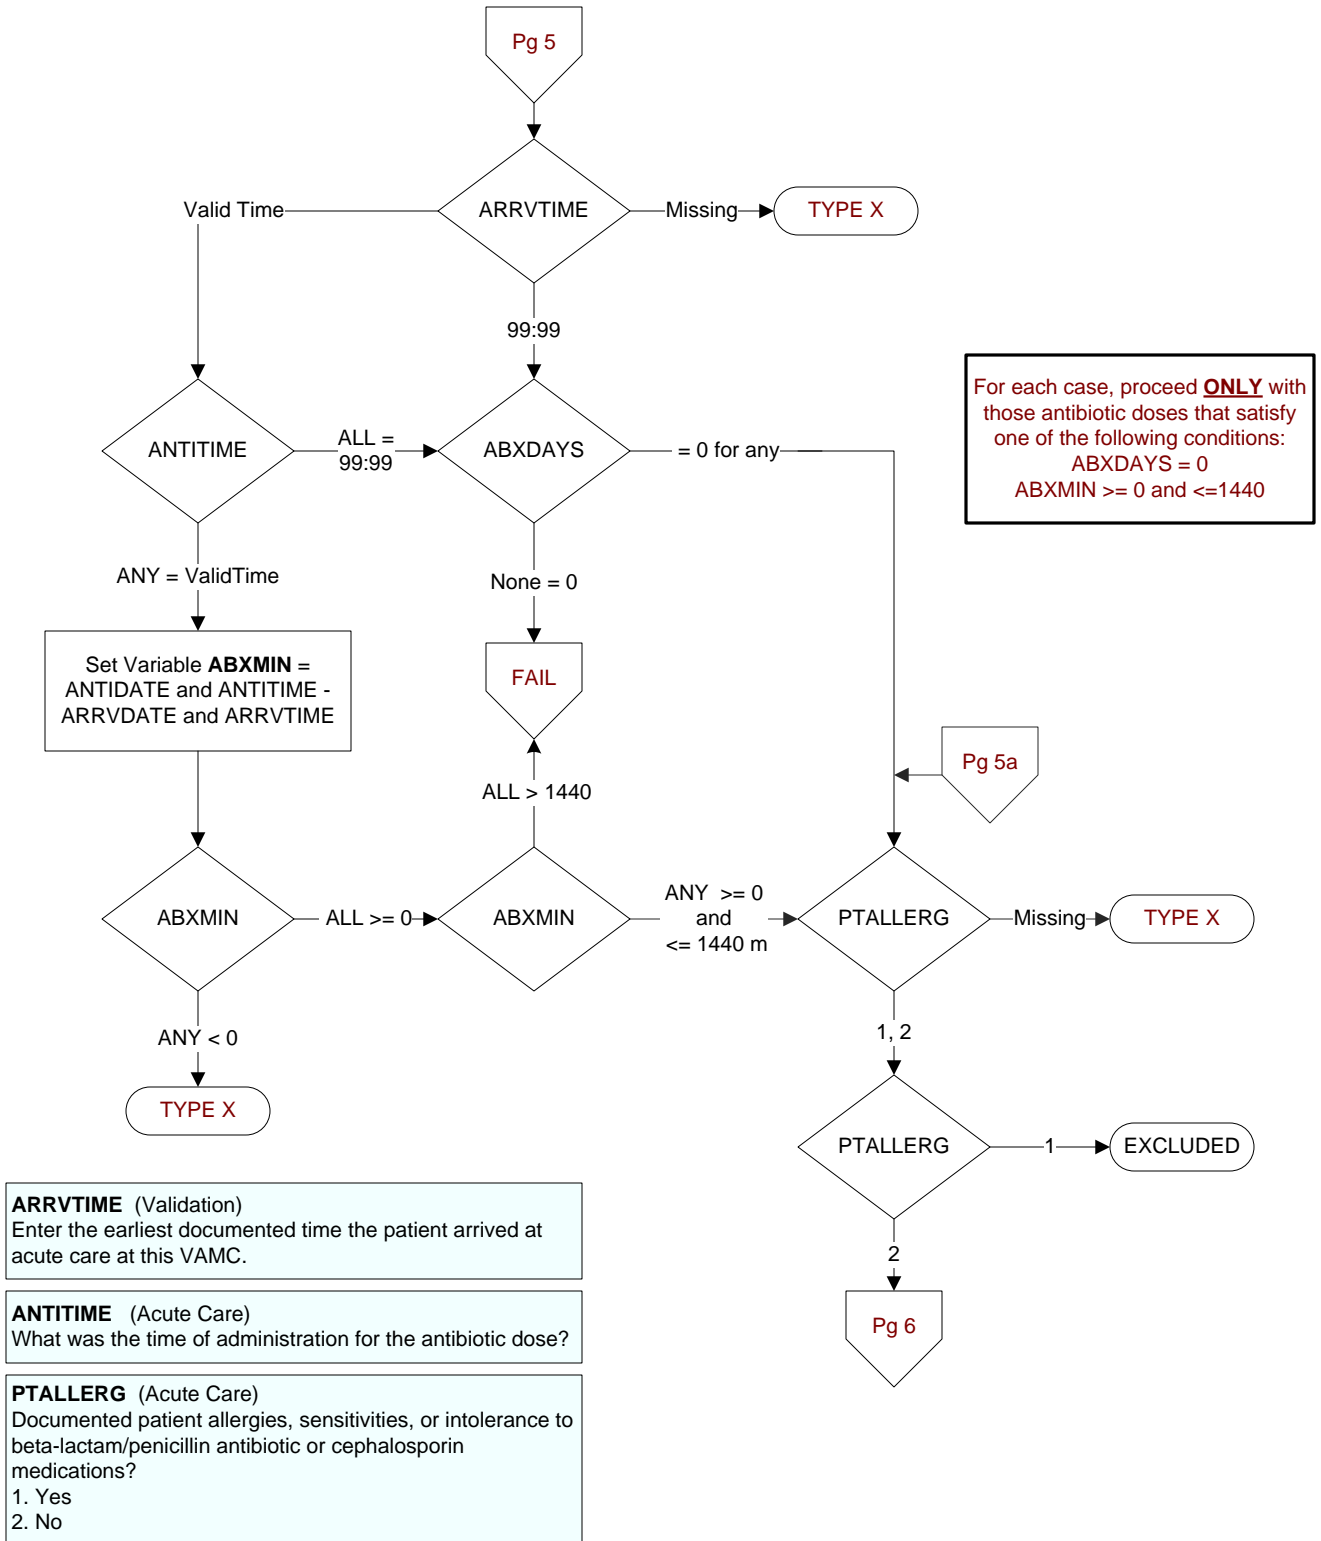 Pg 5
ARRVTIME
Valid Time
Missing
TYPE X
99:99
For each case, proceed ONLY with
those antibiotic doses that satisfy
one of the following conditions:
ABXDAYS = 0
ABXMIN >= 0 and <=1440
ANTITIME
ALL =
99:99
ABXDAYS
= 0 for any
ANY = ValidTime
None = 0
Set Variable ABXMIN =
ANTIDATE and ANTITIME -
ARRVDATE and ARRVTIME
FAIL
Pg 5a
ALL > 1440
ABXMIN
ALL >= 0
ABXMIN
ANY >= 0
and
<= 1440 m
PTALLERG
Missing
TYPE X
ANY < 0
TYPE X
1, 2
PTALLERG
1
EXCLUDED
2
Pg 6
ARRVTIME (Validation)
Enter the earliest documented time the patient arrived at
acute care at this VAMC.
ANTITIME (Acute Care)
What was the time of administration for the antibiotic dose?
PTALLERG (Acute Care)
Documented patient allergies, sensitivities, or intolerance to
beta-lactam/penicillin antibiotic or cephalosporin
medications?
1. Yes
2. No